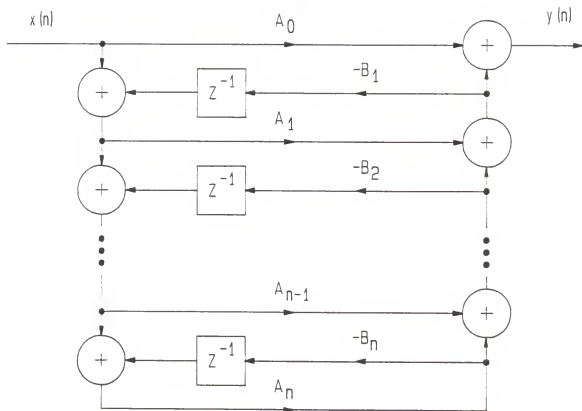 x (n)
A₀
y (n)
+
-B₁
+
Z⁻¹
A₁
+
-B₂
+
Z⁻¹
Aₙ₋₁
+
-Bₙ
+
Z⁻¹
Aₙ